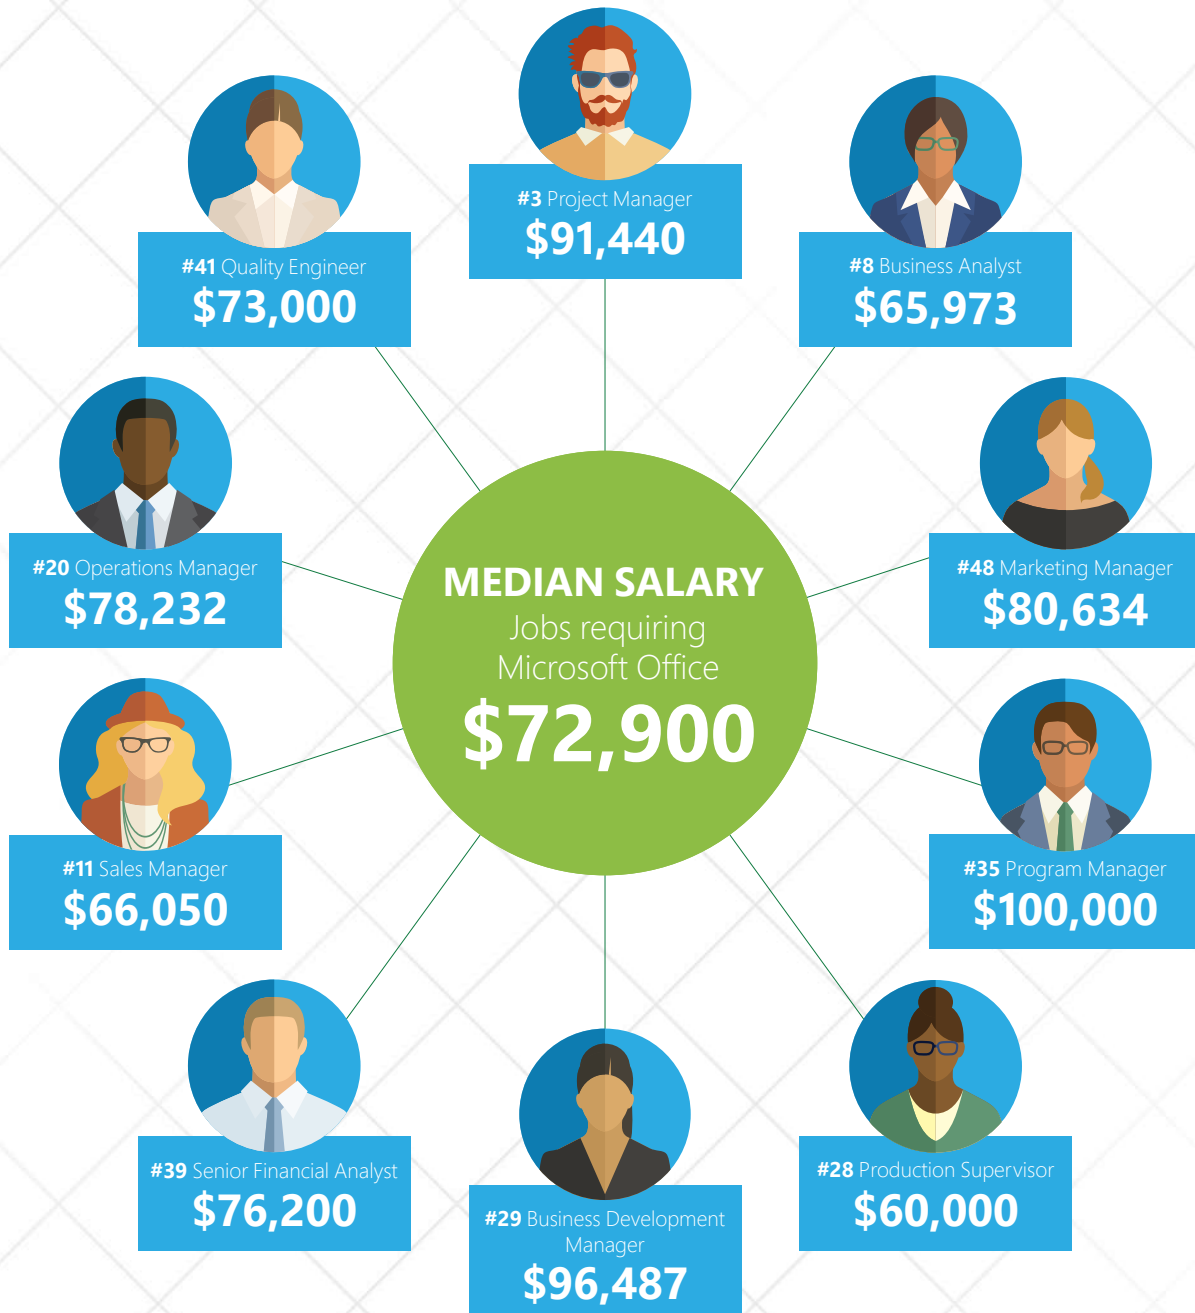 #3 Project Manager
$91,440
#41 Quality Engineer
$73,000
#8 Business Analyst
$65,973
#20 Operations Manager
$78,232
#48 Marketing Manager
$80,634
MEDIAN SALARY
Jobs requiring
Microsoft Office
$72,900
#11 Sales Manager
$66,050
#35 Program Manager
$100,000
#39 Senior Financial Analyst
$76,200
#28 Production Supervisor
$60,000
#29 Business Development
Manager
$96,487